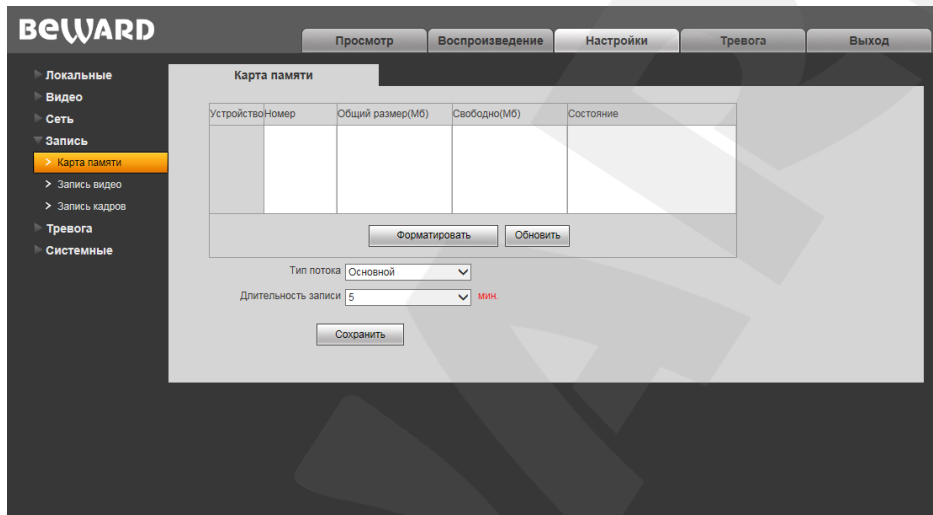 BEWARD
Просмотр Воспроизведение Настройки Тревога Выход
Локальные
Видео
Сеть
Запись
Карта памяти
Запись видео
Запись кадров
Тревога
Системные
Карта памяти
Устройство Номер Общий размер(Мб) Свободно(Мб) Состояние
Форматировать Обновить
Тип потока Основной
Длительность записи 5 мин.
Сохранить